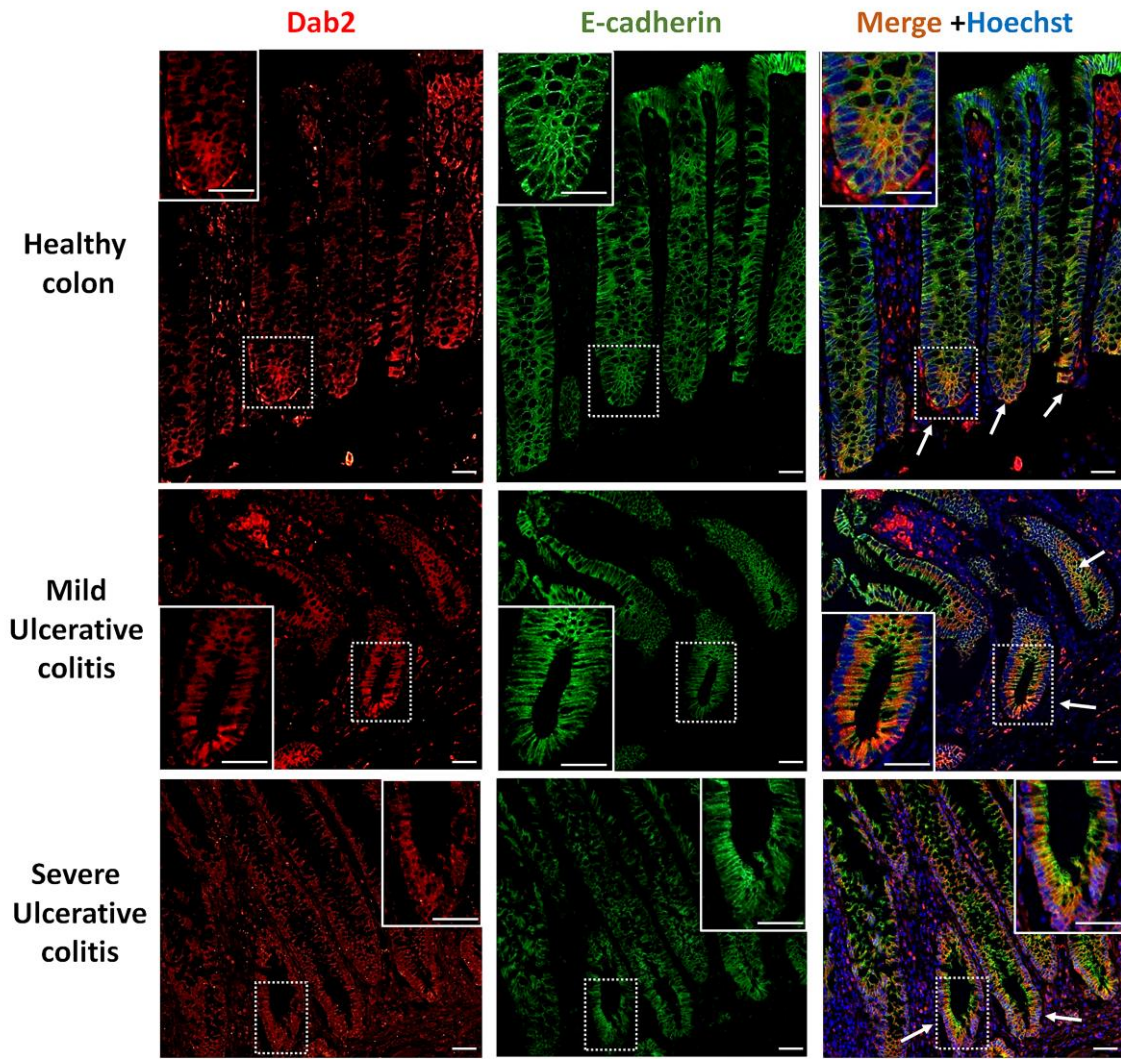 Dab2
E-cadherin
Merge +Hoechst
Healthy
colon
Mild
Ulcerative
colitis
Severe
Ulcerative
colitis